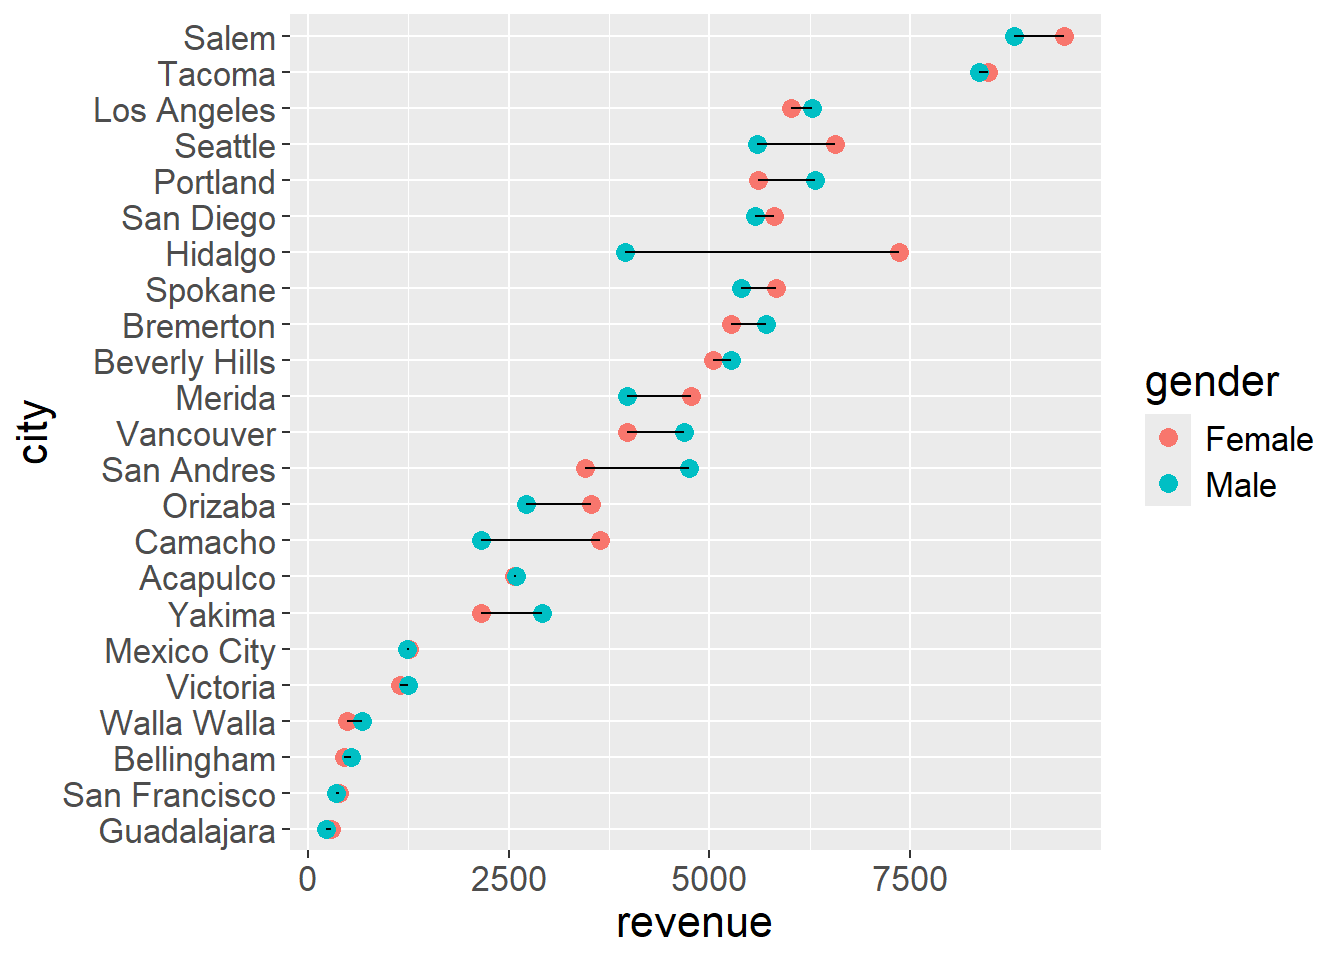 Salem
Tacoma
Los Angeles
Seattle
Portland
San Diego
Hidalgo
Spokane
Bremerton
Beverly Hills
Merida
Vancouver
San Andres
Orizaba
Camacho
Acapulco
Yakima
Mexico City
Victoria
Walla Walla
Bellingham
San Francisco
Guadalajara
city
0 2500 5000 7500
revenue
gender
Female
Male